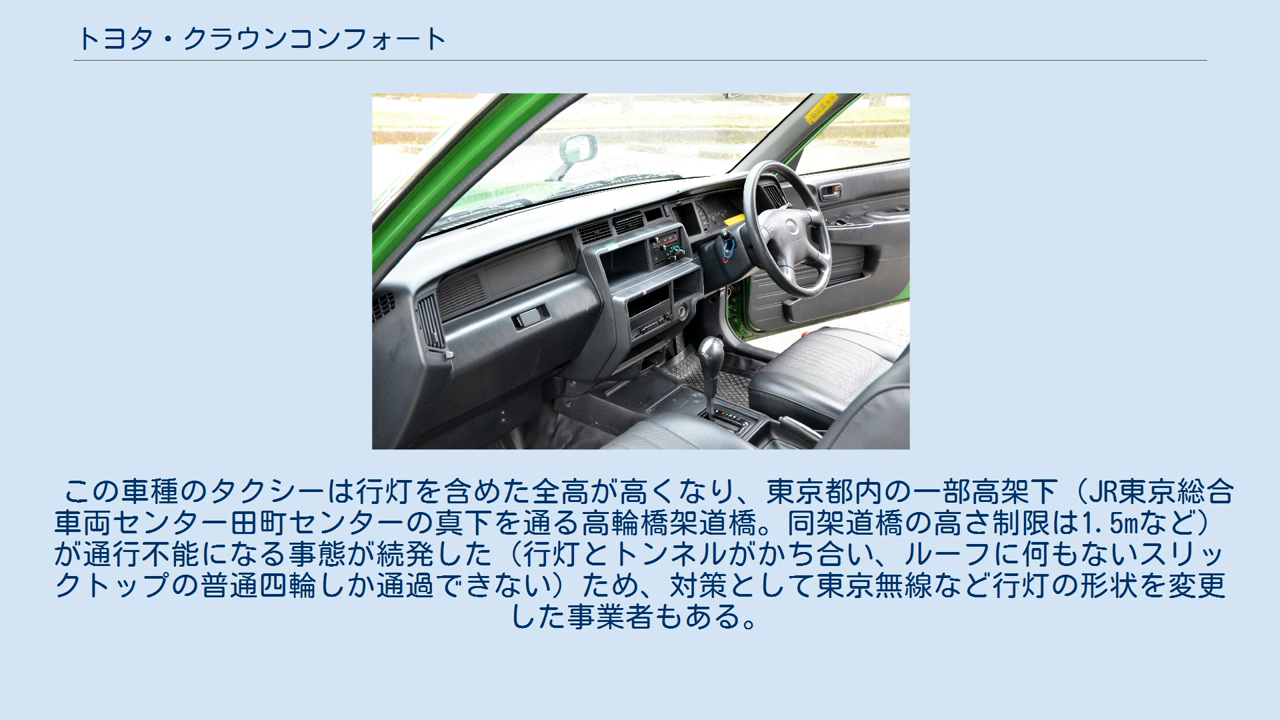 トヨタ・クラウンコンフォート
この車種のタクシーは行灯を含めた全高が高くなり、東京都内の一部高架下（JR東京総合
車両センター田町センターの真下を通る高輪橋架道橋。同架道橋の高さ制限は1.5mなど）
が通行不能になる事態が続発した（行灯とトンネルがかち合い、ルーフに何もないスリッ
クトップの普通四輪しか通過できない）ため、対策として東京無線など行灯の形状を変更
した事業者もある。